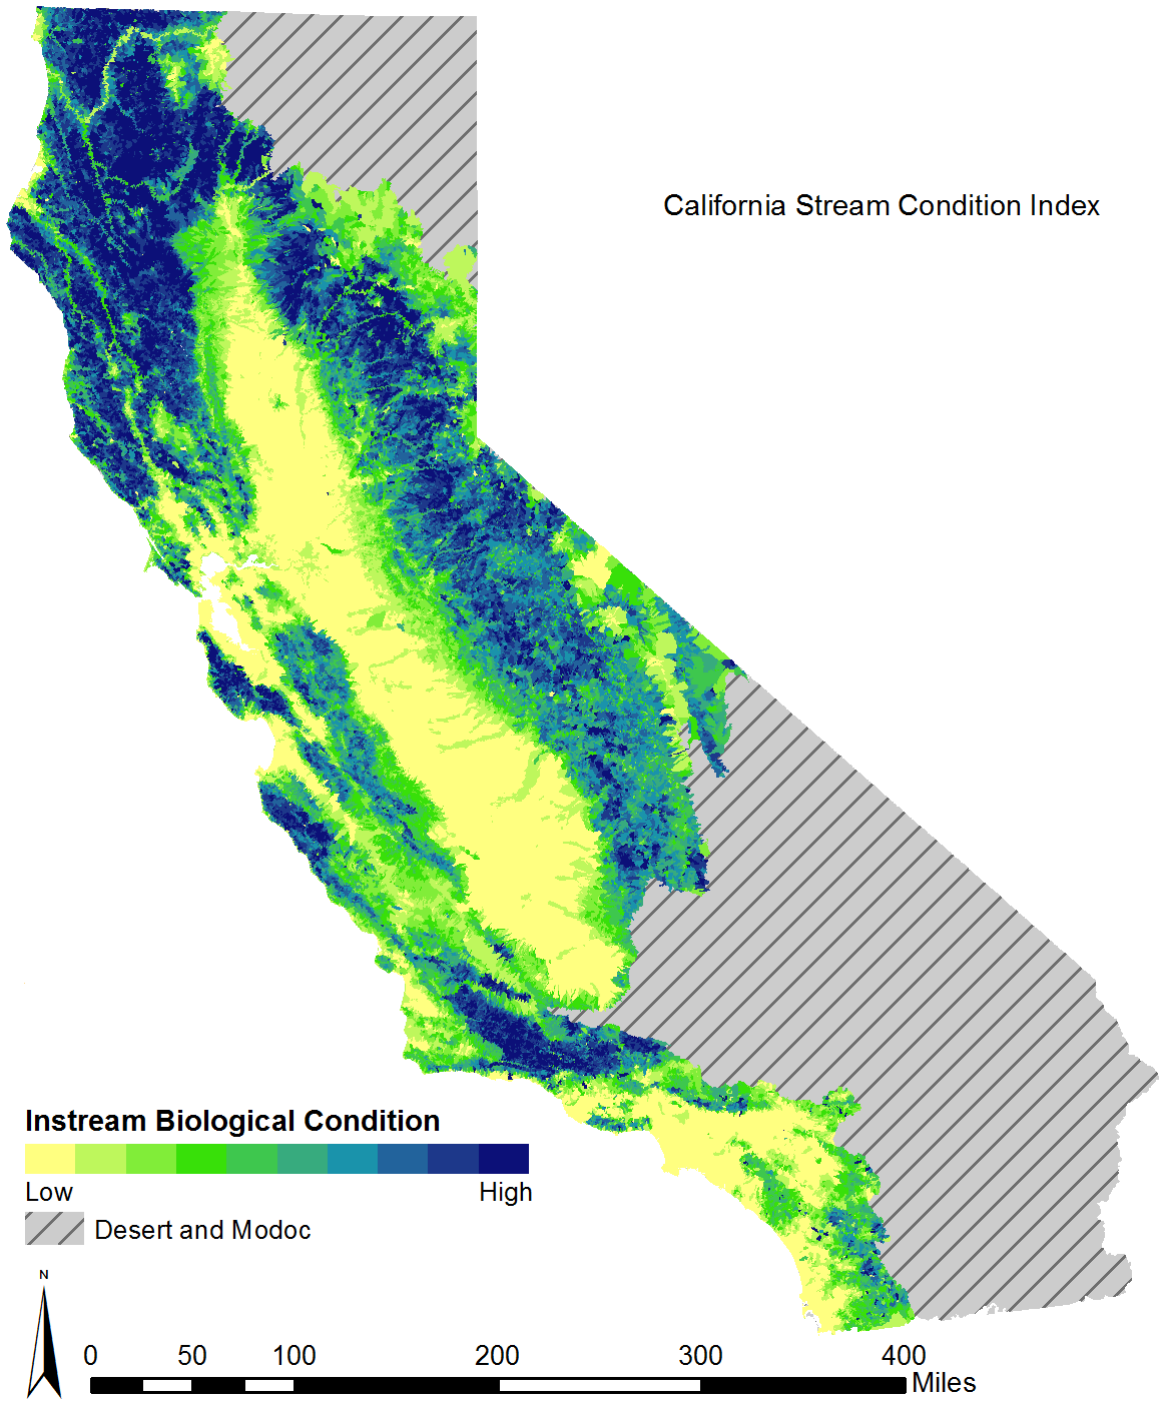 California Stream Condition Index
Instream Biological Condition
Low High
Desert and Modoc
N
0 50 100 200 300 400
Miles